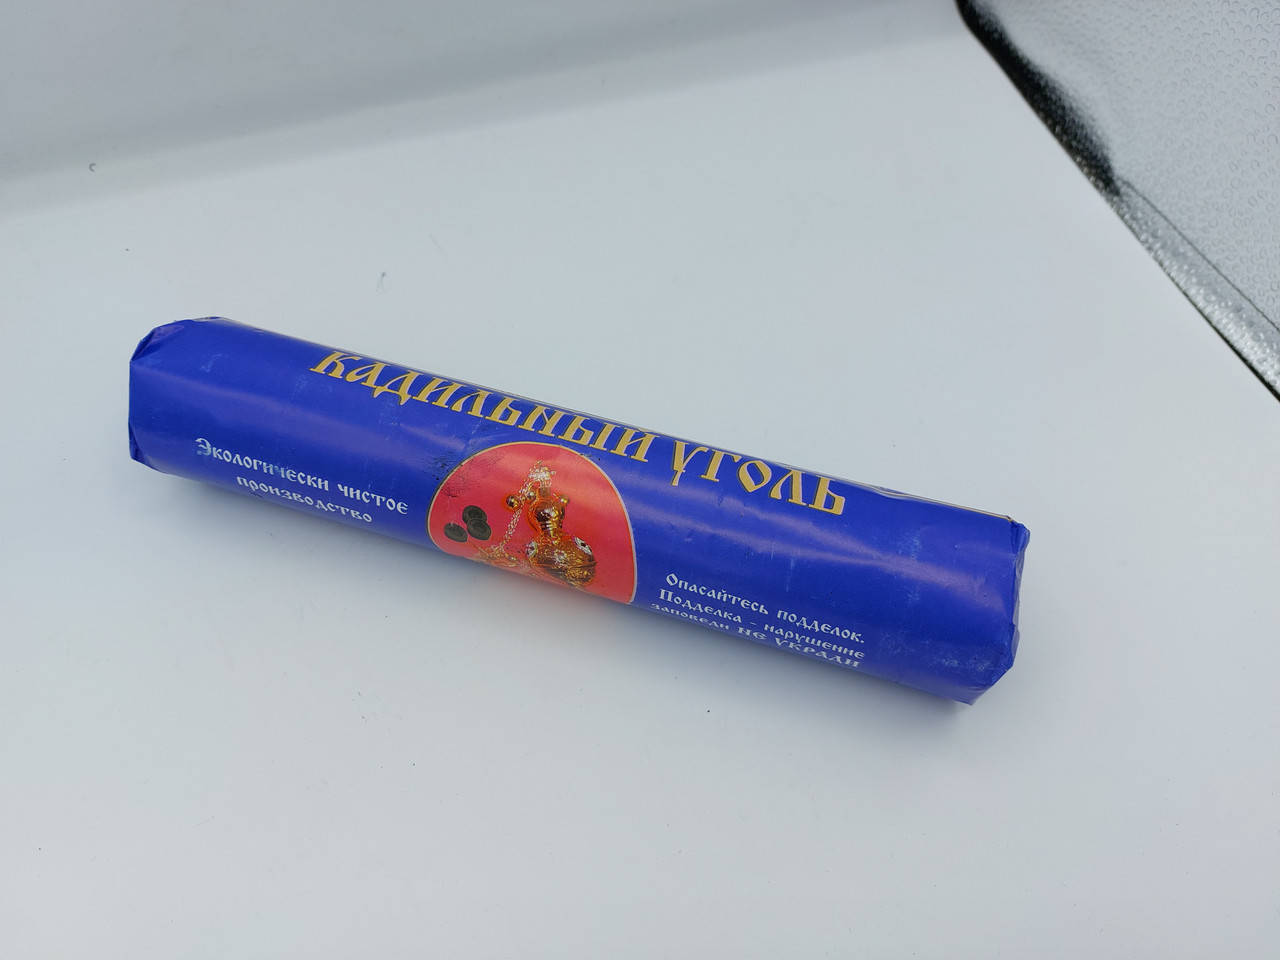 Кадильный уголь
Экологически чистое
производство
Опасайтесь подделок.
Подделка - нарушение
заповеди НЕ УКРАДИ